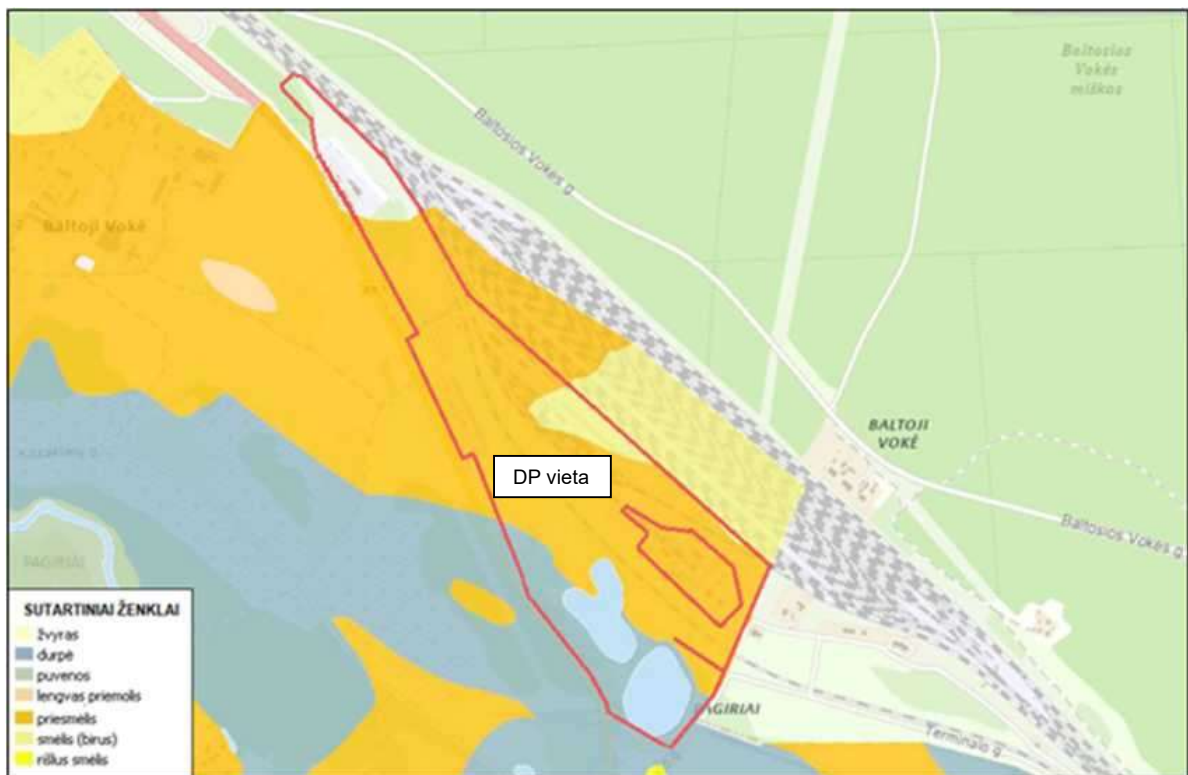 Baltosios
Vokės
miškas
Baltosios Vokės g.
Baltoji Vokė
BALTOJI
VOKĖ
DP vieta
Baltosios Vokės g.
PAGIRIAI
PAGIRIAI
Terminalo g.
SUTARTINIAI ŽENKLAI
žvyras
durpė
puvenos
lengvas priemolis
priesmėlis
smėlis (birus)
rišlus smėlis